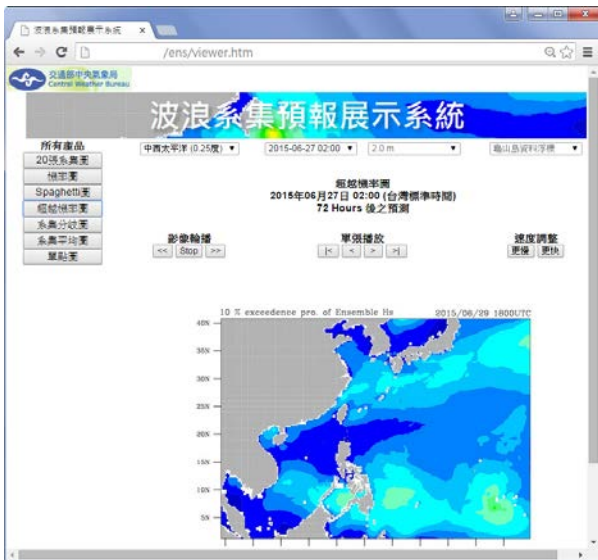 波浪系集預報展示系統
/ens/viewer.htm
交通部中央氣象局
Central Weather Bureau
波浪系集預報展示系統
所有產品
中西太平洋 (0.25度)
2015-06-27 02:00
2.0 m
龜山島資料浮標
20張系集圖
機率圖
Spaghetti圖
超越機率圖
系集分歧圖
系集平均圖
單點圖
超越機率圖
2015年06月27日 02:00 (台灣標準時間)
72 Hours 後之預測
影像輪播
單張播放
速度調整
<< Stop >>
|< < > >|
更慢 更快
10 % exceedence pro. of Ensemble Hs 2015/06/29 1800UTC
40N
35N
30N
25N
20N
15N
10N
5N